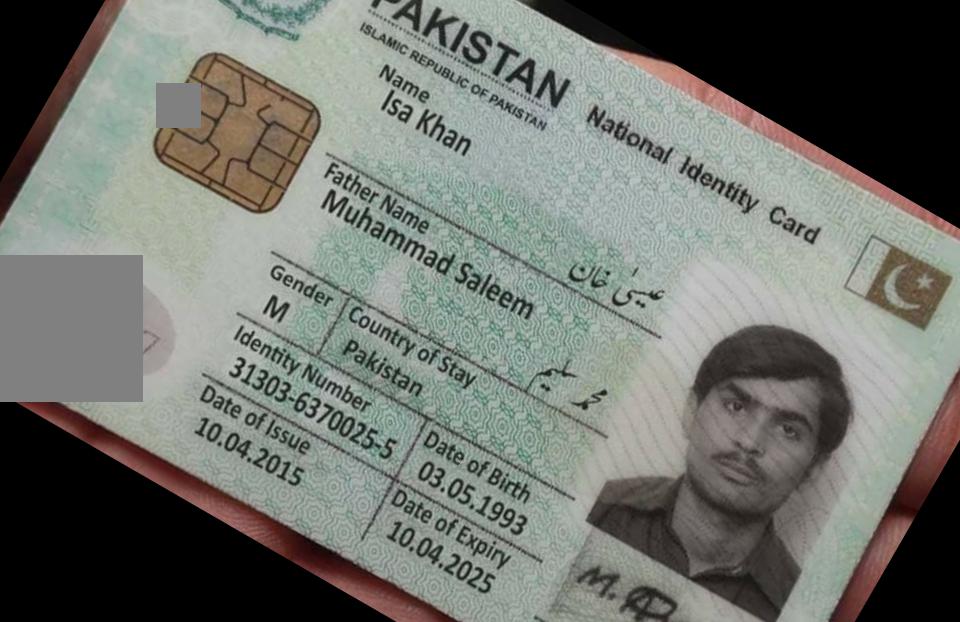 PAKISTAN
ISLAMIC REPUBLIC OF PAKISTAN
National Identity Card
Name
Isa Khan
عیسیٰ خان
Father Name
Muhammad Saleem
محمد سلیم
Gender
M
Country of Stay
Pakistan
Identity Number
31303-6370025-5
Date of Birth
03.05.1993
Date of Issue
10.04.2015
Date of Expiry
10.04.2025